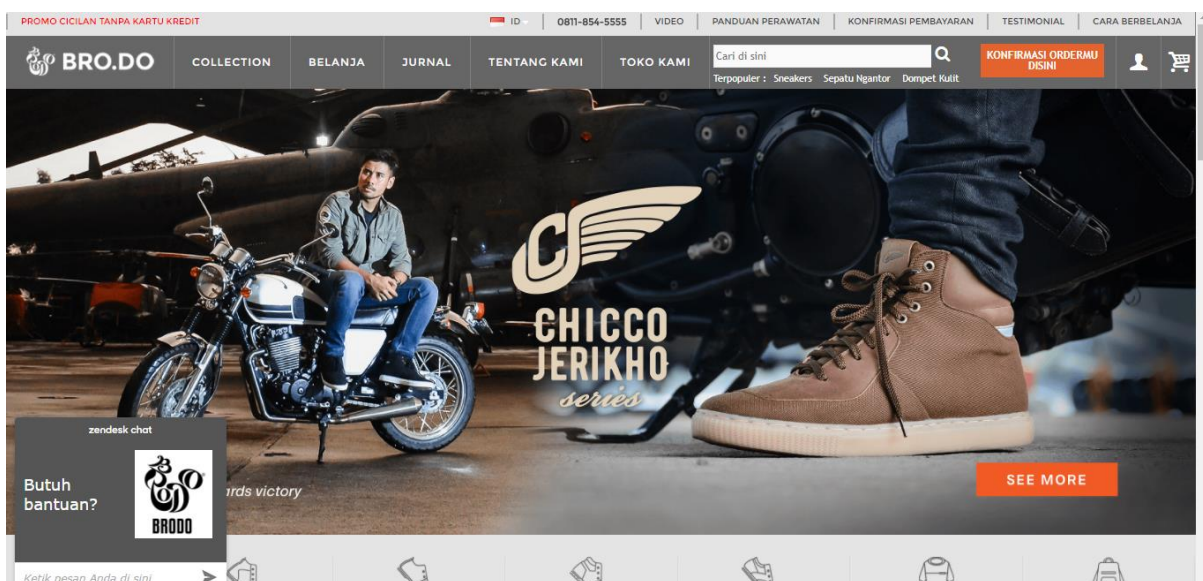 PROMO CICILAN TANPA KARTU KREDIT
ID
0811-854-5555
VIDEO
PANDUAN PERAWATAN
KONFIRMASI PEMBAYARAN
TESTIMONIAL
CARA BERBELANJA
BRO.DO
COLLECTION
BELANJA
JURNAL
TENTANG KAMI
TOKO KAMI
Cari di sini
Terpopuler : Sneakers Sepatu Ngantor Dompet Kulit
KONFIRMASI ORDERMU
DISINI
CJ
CHICCO
JERIKHO
series
SEE MORE
zendesk chat
Butuh
bantuan?
BRODO
victory
Ketik pesan Anda di sini